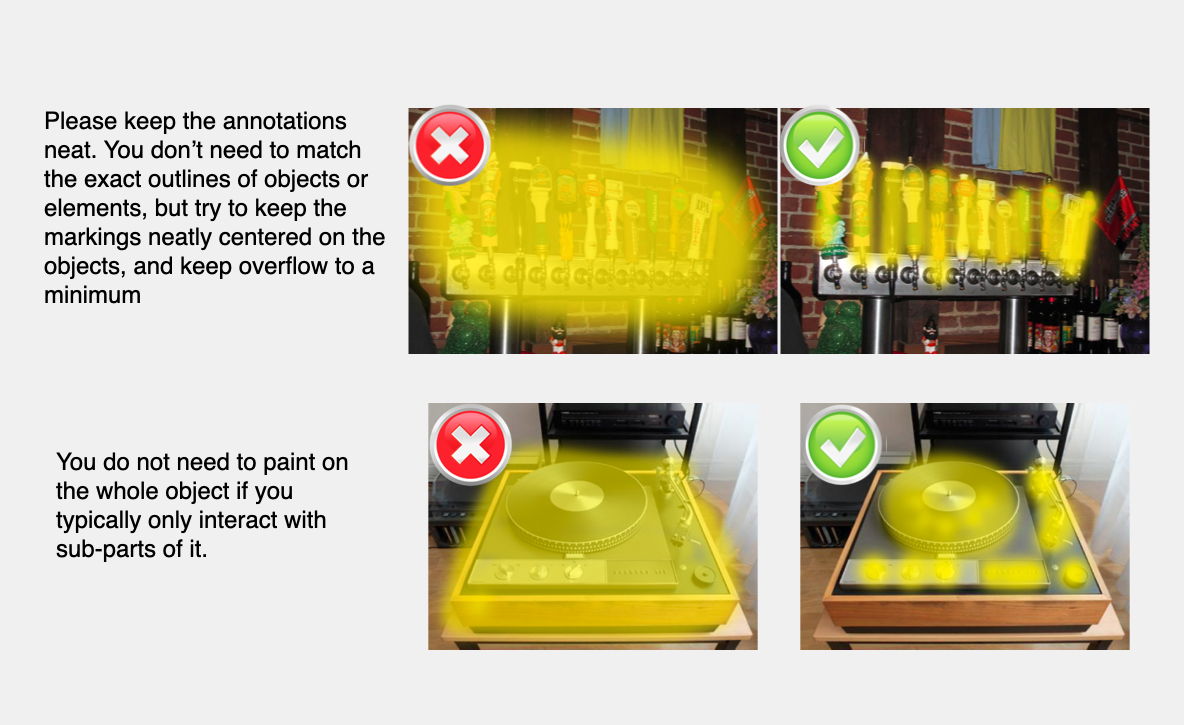 Please keep the annotations
neat. You don’t need to match
the exact outlines of objects or
elements, but try to keep the
markings neatly centered on the
objects, and keep overflow to a
minimum
IPA
You do not need to paint on
the whole object if you
typically only interact with
sub-parts of it.